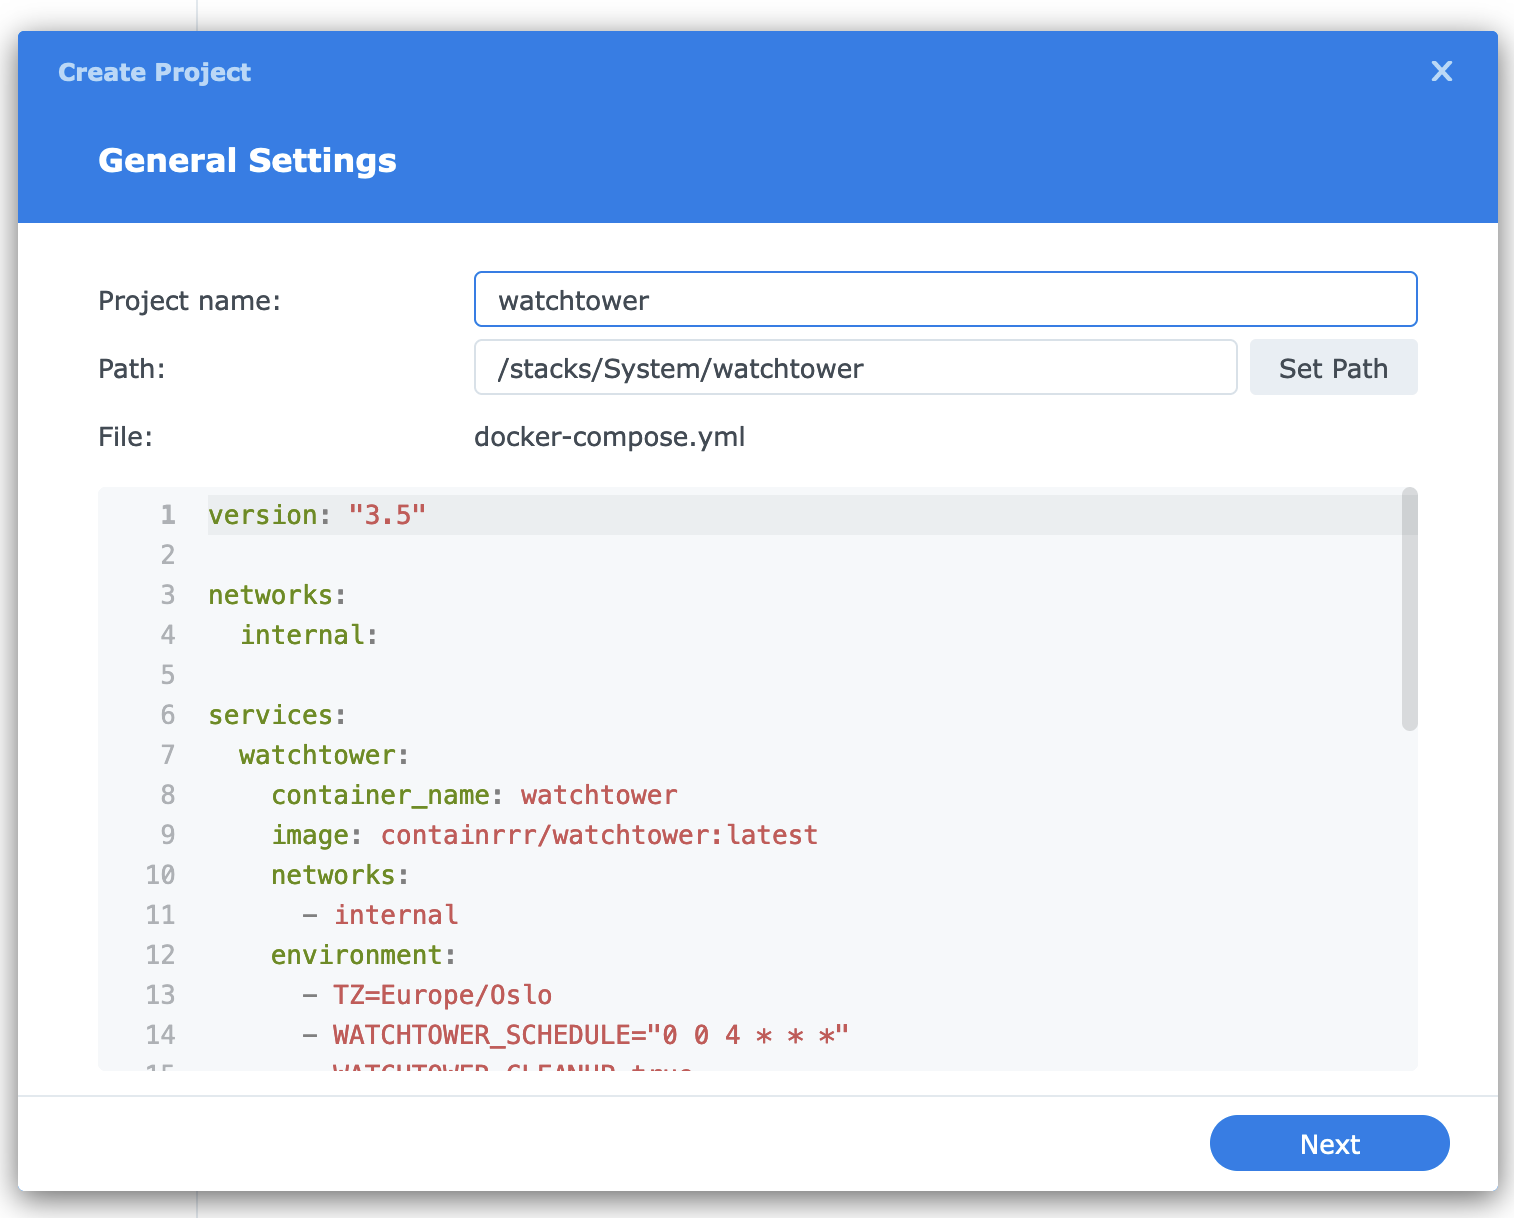 Create Project
General Settings
Project name: watchtower
Path: /stacks/System/watchtower Set Path
File: docker-compose.yml
1 version: "3.5"
2
3 networks:
4   internal:
5
6 services:
7   watchtower:
8     container_name: watchtower
9     image: containrrr/watchtower:latest
10     networks:
11       - internal
12     environment:
13       - TZ=Europe/Oslo
14       - WATCHTOWER_SCHEDULE="0 0 4 * * *"
Next